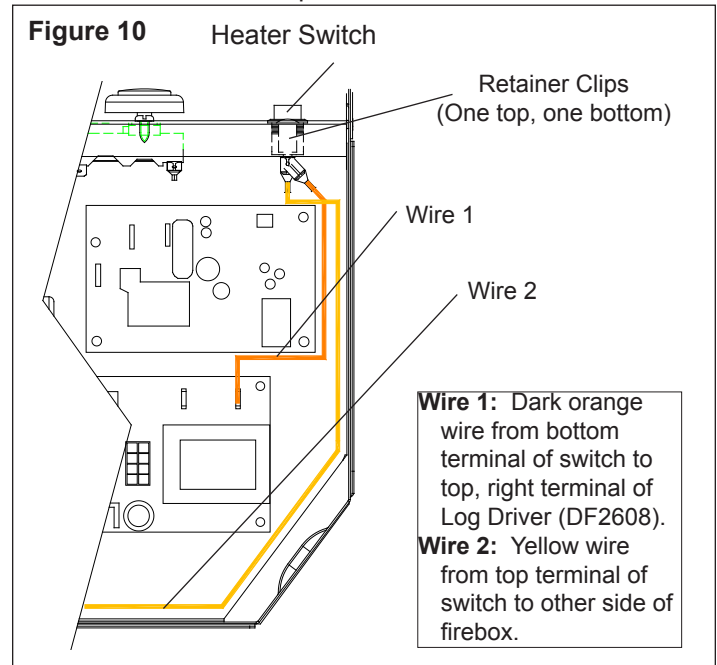 Figure 10
Heater Switch
Retainer Clips
(One top, one bottom)
Wire 1
Wire 2
Wire 1: Dark orange
wire from bottom
terminal of switch to
top, right terminal of
Log Driver (DF2608).
Wire 2: Yellow wire
from top terminal of
switch to other side of
firebox.